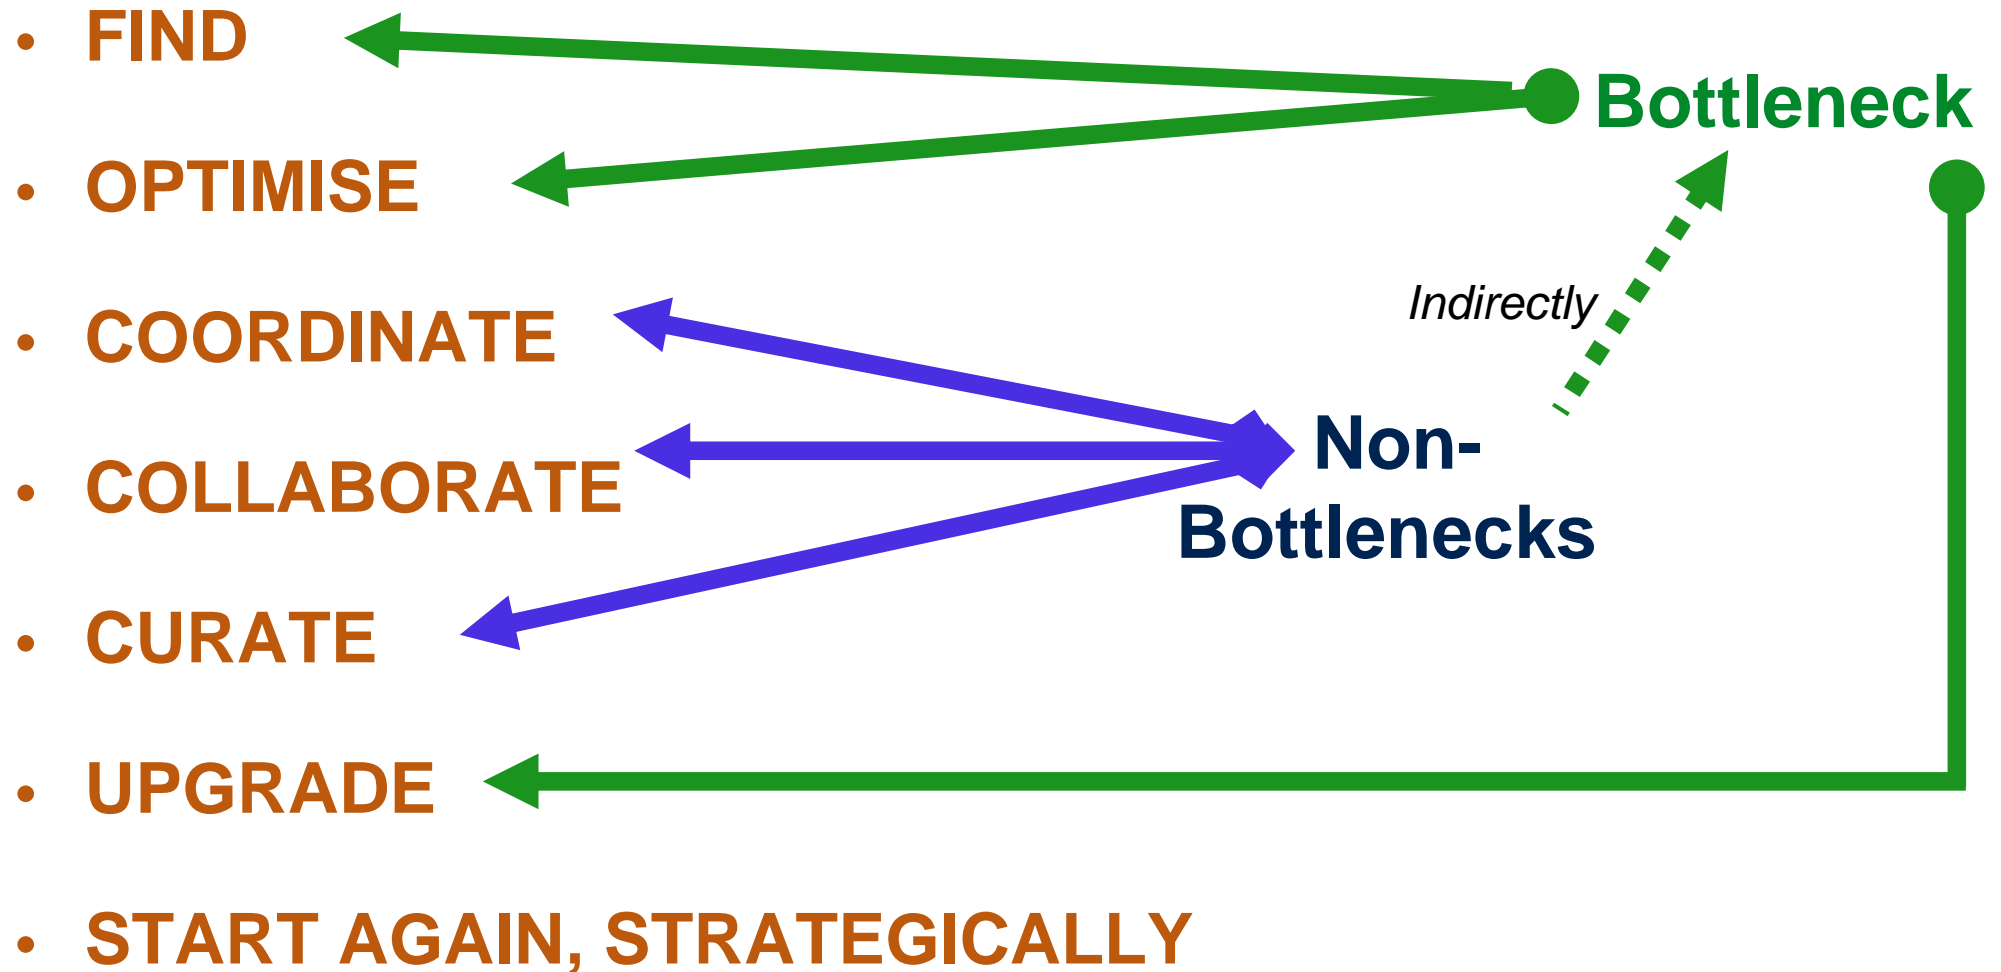 • FIND
Bottleneck
• OPTIMISE
Indirectly
• COORDINATE
Non-
Bottlenecks
• COLLABORATE
• CURATE
• UPGRADE
• START AGAIN, STRATEGICALLY